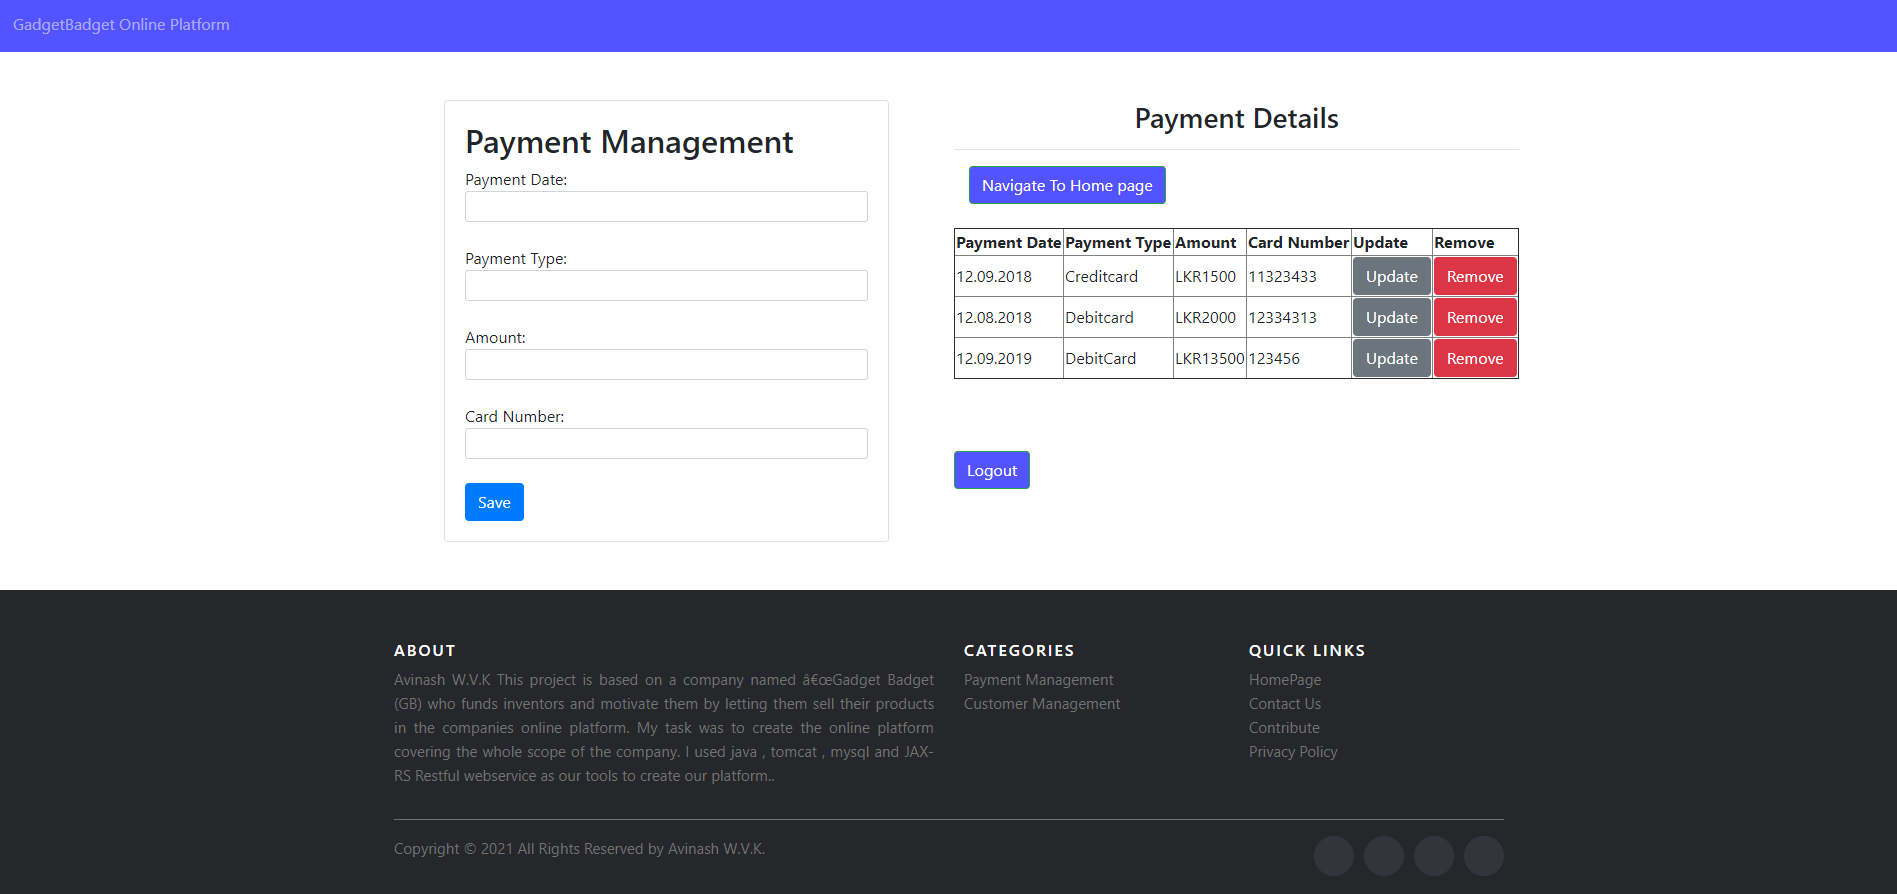 GadgetBadget Online Platform
Payment Management
Payment Date:
Payment Type:
Amount:
Card Number:
Save
Payment Details
Navigate To Home page
Payment Date Payment Type Amount Card Number Update Remove
12.09.2018 Creditcard LKR1500 11323433 Update Remove
12.08.2018 Debitcard LKR2000 12334313 Update Remove
12.09.2019 DebitCard LKR13500 123456 Update Remove
Logout
ABOUT
Avinash W.V.K This project is based on a company named â€œGadget Badget
(GB) who funds inventors and motivate them by letting them sell their products
in the companies online platform. My task was to create the online platform
covering the whole scope of the company. I used java , tomcat , mysql and JAX-
RS Restful webservice as our tools to create our platform..
CATEGORIES
Payment Management
Customer Management
QUICK LINKS
HomePage
Contact Us
Contribute
Privacy Policy
Copyright © 2021 All Rights Reserved by Avinash W.V.K.